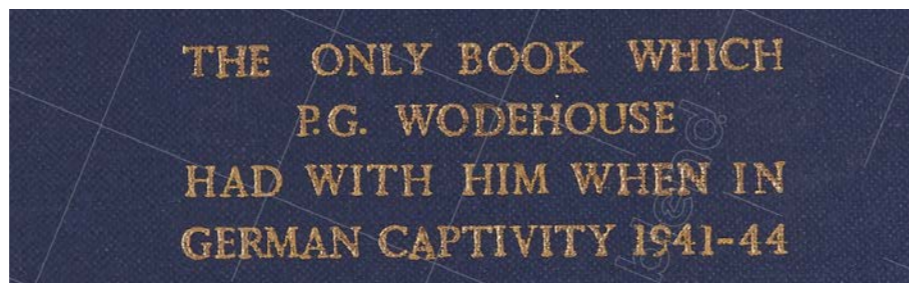 THE ONLY BOOK WHICH
P.G. WODEHOUSE
HAD WITH HIM WHEN IN
GERMAN CAPTIVITY 1941-44